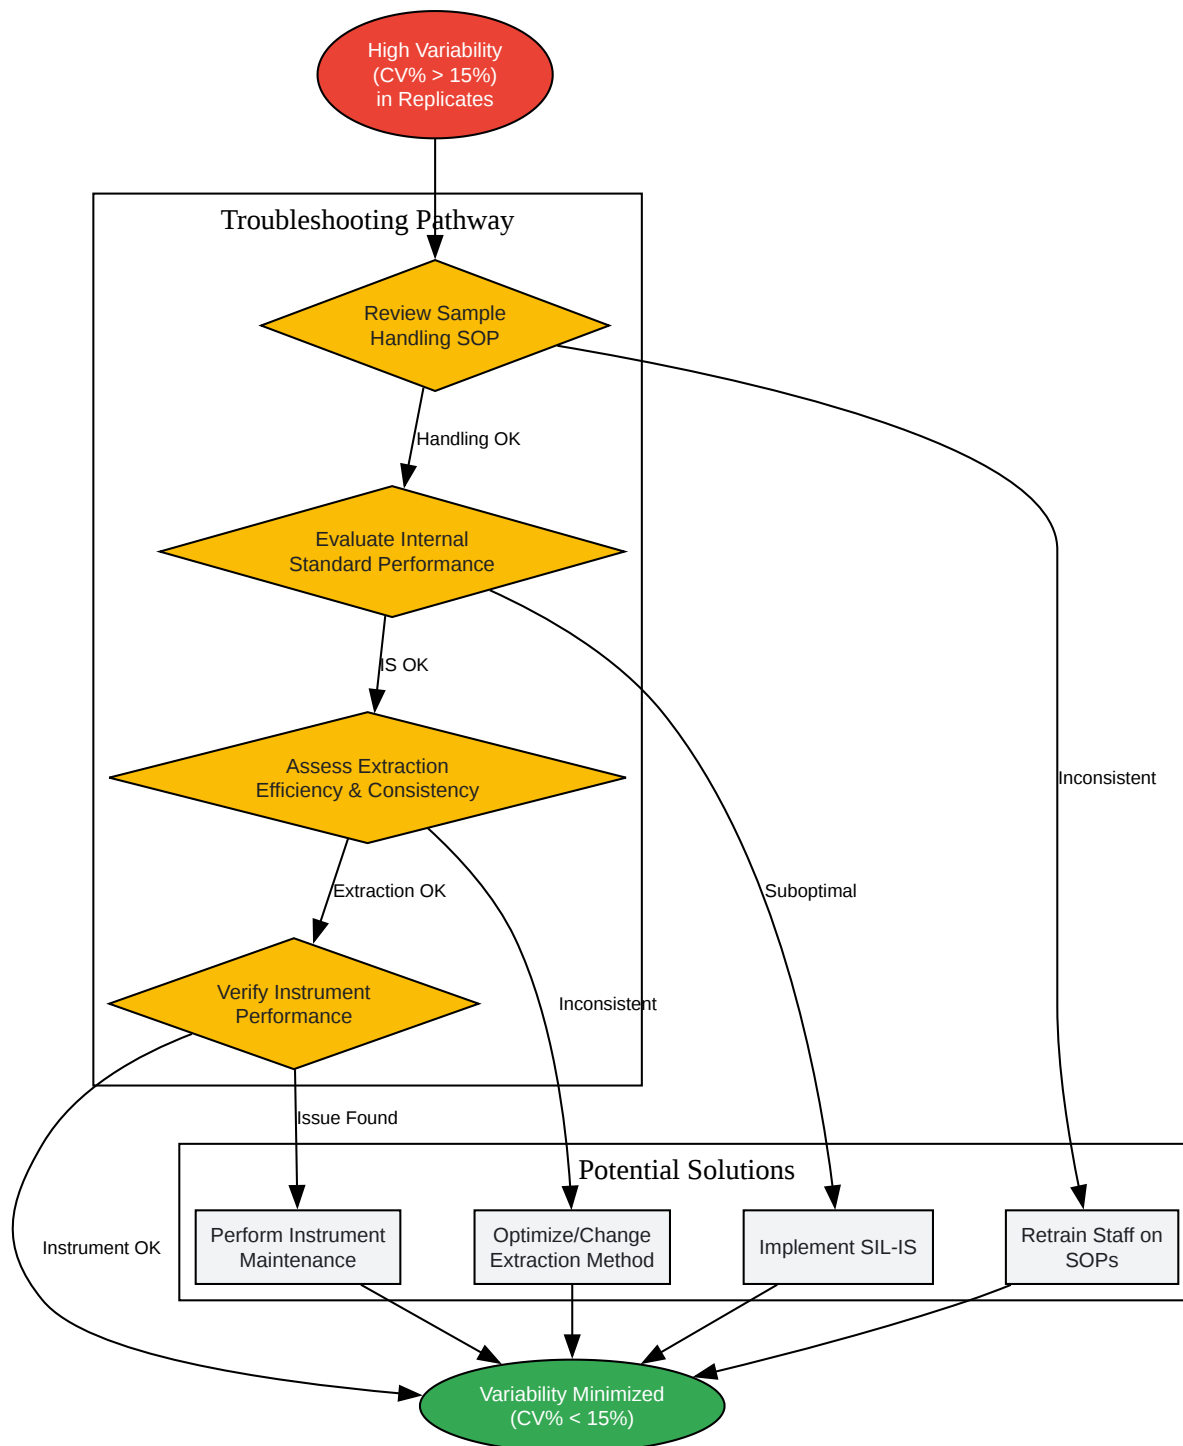 High Variability
(CV% > 15%)
in Replicates
Troubleshooting Pathway
Review Sample
Handling SOP
Handling OK
Evaluate Internal
Standard Performance
IS OK
Assess Extraction
Efficiency & Consistency
Inconsistent
Suboptimal
Extraction OK
Verify Instrument
Performance
Inconsistent
Issue Found
Potential Solutions
Perform Instrument
Maintenance
Optimize/Change
Extraction Method
Implement SIL-IS
Retrain Staff on
SOPs
Instrument OK
Variability Minimized
(CV% < 15%)